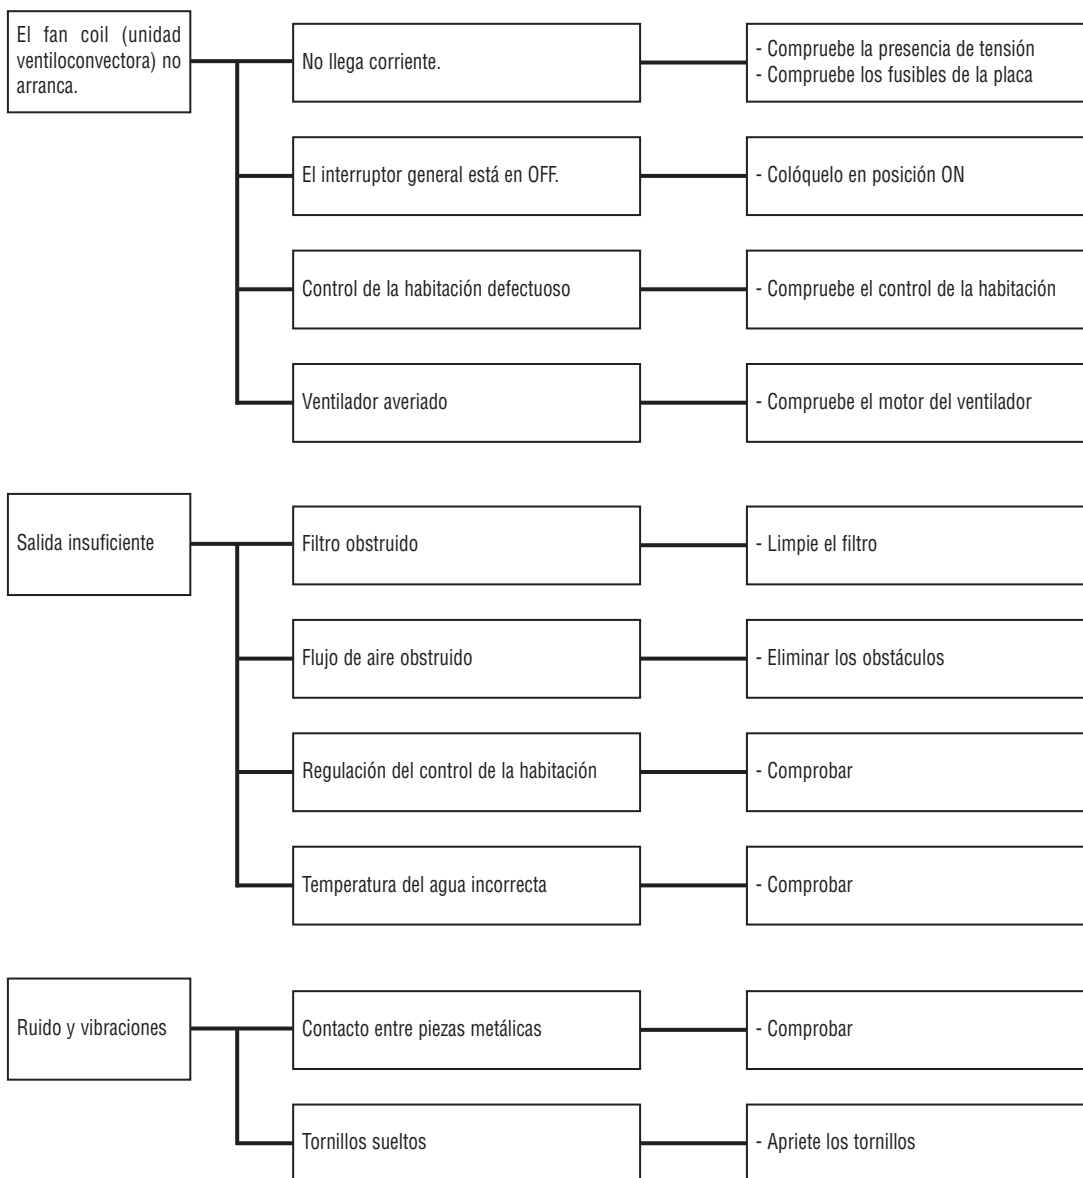 El fan coil (unidad
ventiloconvectora) no
arranca.
No llega corriente.
- Compruebe la presencia de tensión
- Compruebe los fusibles de la placa
El interruptor general está en OFF.
- Colóquelo en posición ON
Control de la habitación defectuoso
- Compruebe el control de la habitación
Ventilador averiado
- Compruebe el motor del ventilador
Salida insuficiente
Filtro obstruido
- Limpie el filtro
Flujo de aire obstruido
- Eliminar los obstáculos
Regulación del control de la habitación
- Comprobar
Temperatura del agua incorrecta
- Comprobar
Ruido y vibraciones
Contacto entre piezas metálicas
- Comprobar
Tornillos sueltos
- Apriete los tornillos